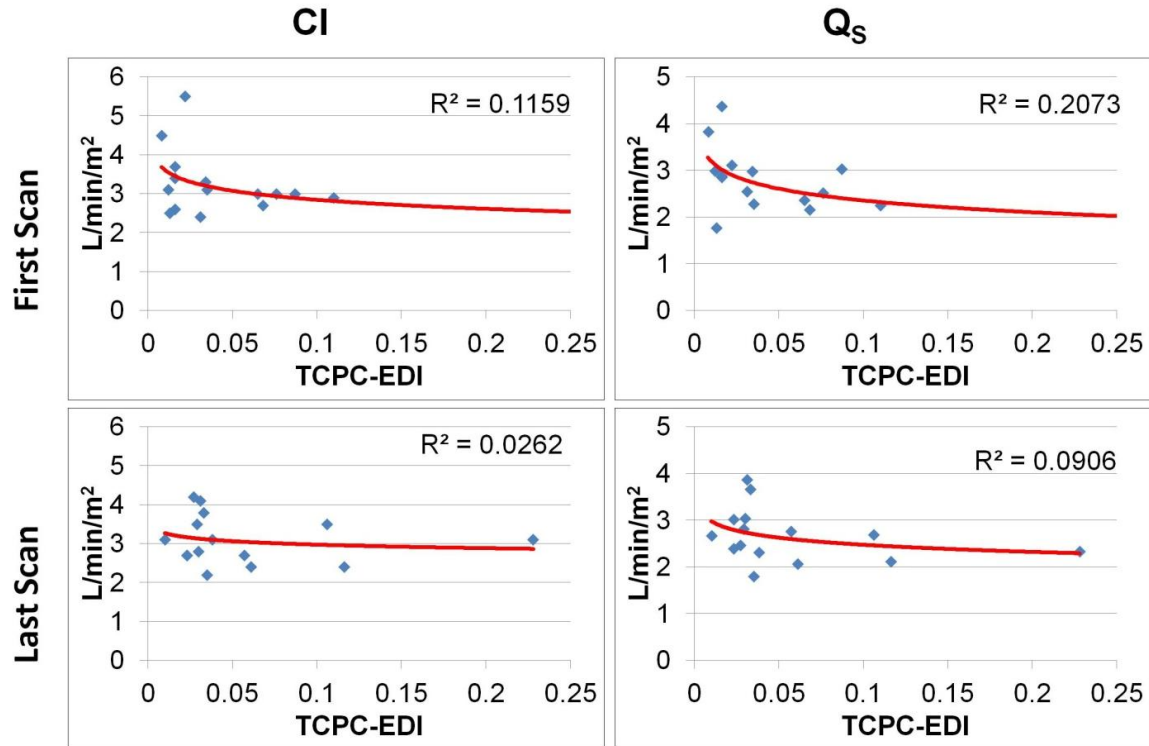 CI
Q_S
First Scan
L/min/m²
6
5
4
3
2
1
0
R² = 0.1159
0 0.05 0.1 0.15 0.2 0.25
TCPC-EDI
L/min/m²
5
4
3
2
1
0
R² = 0.2073
0 0.05 0.1 0.15 0.2 0.25
TCPC-EDI
Last Scan
L/min/m²
6
5
4
3
2
1
0
R² = 0.0262
0 0.05 0.1 0.15 0.2 0.25
TCPC-EDI
L/min/m²
5
4
3
2
1
0
R² = 0.0906
0 0.05 0.1 0.15 0.2 0.25
TCPC-EDI